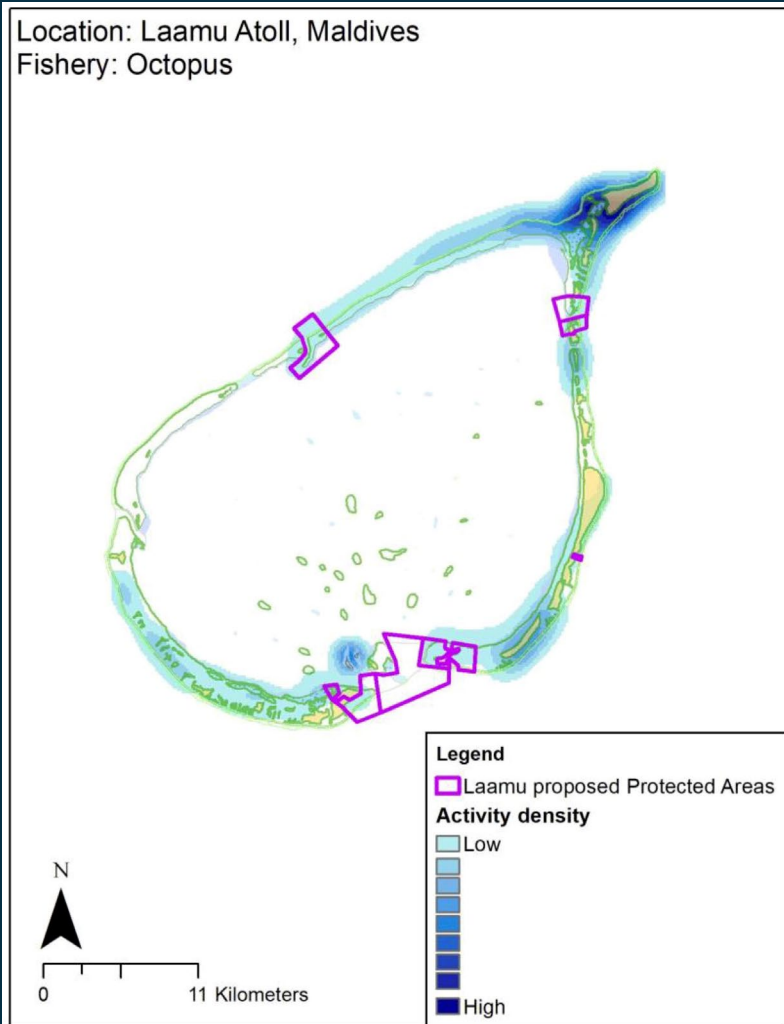 Location: Laamu Atoll, Maldives
Fishery: Octopus
Legend
Laamu proposed Protected Areas
Activity density
Low
High
N
0 11 Kilometers